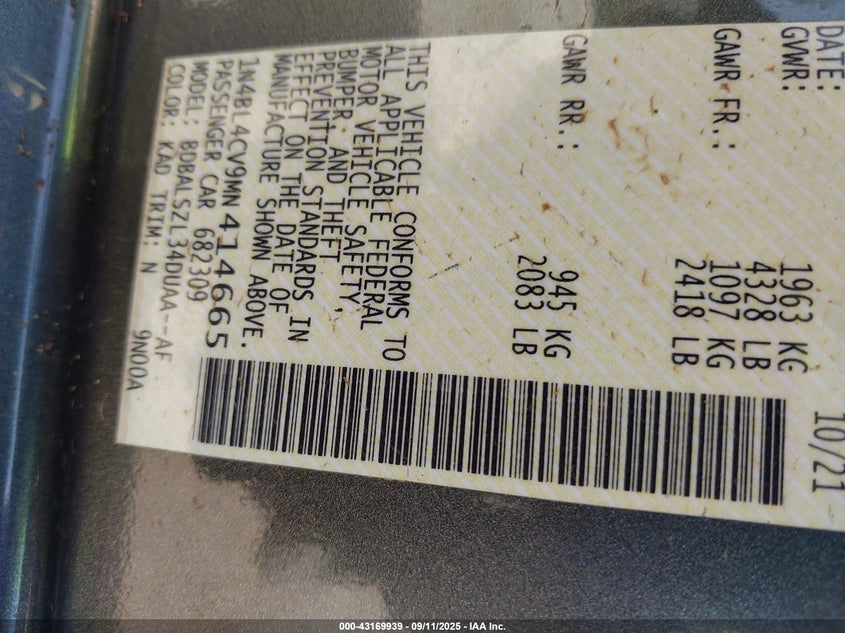 DATE: 10/21
GVWR: 1963 KG
4328 LB
GAWR FR.: 1097 KG
2418 LB
GAWR RR.: 945 KG
2083 LB
THIS VEHICLE CONFORMS TO
ALL APPLICABLE FEDERAL
MOTOR VEHICLE SAFETY,
BUMPER AND THEFT
PREVENTION STANDARDS IN
EFFECT ON THE DATE OF
MANUFACTURE SHOWN ABOVE.
1N4BL4CV9MN414665
PASSENGER CAR 682309
MODEL: BDBALSZL34DUAA--AF
COLOR: KAD TRIM: N 9N00A
000-43169939 - 09/11/2025 - IAA Inc.